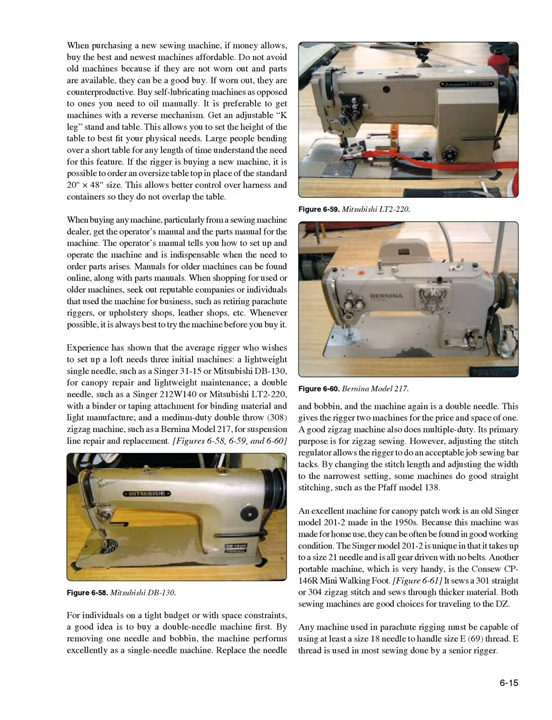 When purchasing a new sewing machine, if money allows,
buy the best and newest machines affordable. Do not avoid
old machines because if they are not worn out and parts
are available, they can be a good buy. If worn out, they are
counterproductive. Buy self-lubricating machines as opposed
to ones you need to oil manually. It is preferable to get
machines with a reverse mechanism. Get an adjustable “K
leg” stand and table. This allows you to set the height of the
table to best fit your physical needs. Large people bending
over a short table for any length of time understand the need
for this feature. If the rigger is buying a new machine, it is
possible to order an oversize table top in place of the standard
20" × 48" size. This allows better control over harness and
containers so they do not overlap the table.
When buying any machine, particularly from a sewing machine
dealer, get the operator’s manual and the parts manual for the
machine. The operator’s manual tells you how to set up and
operate the machine and is indispensable when the need to
order parts arises. Manuals for older machines can be found
online, along with parts manuals. When shopping for used or
older machines, seek out reputable companies or individuals
that used the machine for business, such as retiring parachute
riggers, or upholstery shops, leather shops, etc. Whenever
possible, it is always best to try the machine before you buy it.
Experience has shown that the average rigger who wishes
to set up a loft needs three initial machines: a lightweight
single needle, such as a Singer 31-15 or Mitsubishi DB-130,
for canopy repair and lightweight maintenance; a double
needle, such as a Singer 212W140 or Mitsubishi LT2-220,
with a binder or taping attachment for binding material and
light manufacture; and a medium-duty double throw (308)
zigzag machine, such as a Bernina Model 217, for suspension
line repair and replacement. [Figures 6-58, 6-59, and 6-60]
MITSUBISHI
Figure 6-58. Mitsubishi DB-130.
For individuals on a tight budget or with space constraints,
a good idea is to buy a double-needle machine first. By
removing one needle and bobbin, the machine performs
excellently as a single-needle machine. Replace the needle
Figure 6-59. Mitsubishi LT2-220.
BERNINA
Figure 6-60. Bernina Model 217.
and bobbin, and the machine again is a double needle. This
gives the rigger two machines for the price and space of one.
A good zigzag machine also does multiple-duty. Its primary
purpose is for zigzag sewing. However, adjusting the stitch
regulator allows the rigger to do an acceptable job sewing bar
tacks. By changing the stitch length and adjusting the width
to the narrowest setting, some machines do good straight
stitching, such as the Pfaff model 138.
An excellent machine for canopy patch work is an old Singer
model 201-2 made in the 1950s. Because this machine was
made for home use, they can be often be found in good working
condition. The Singer model 201-2 is unique in that it takes up
to a size 21 needle and is all gear driven with no belts. Another
portable machine, which is very handy, is the Consew CP-
146R Mini Walking Foot. [Figure 6-61] It sews a 301 straight
or 304 zigzag stitch and sews through thicker material. Both
sewing machines are good choices for traveling to the DZ.
Any machine used in parachute rigging must be capable of
using at least a size 18 needle to handle size E (69) thread. E
thread is used in most sewing done by a senior rigger.
6-15